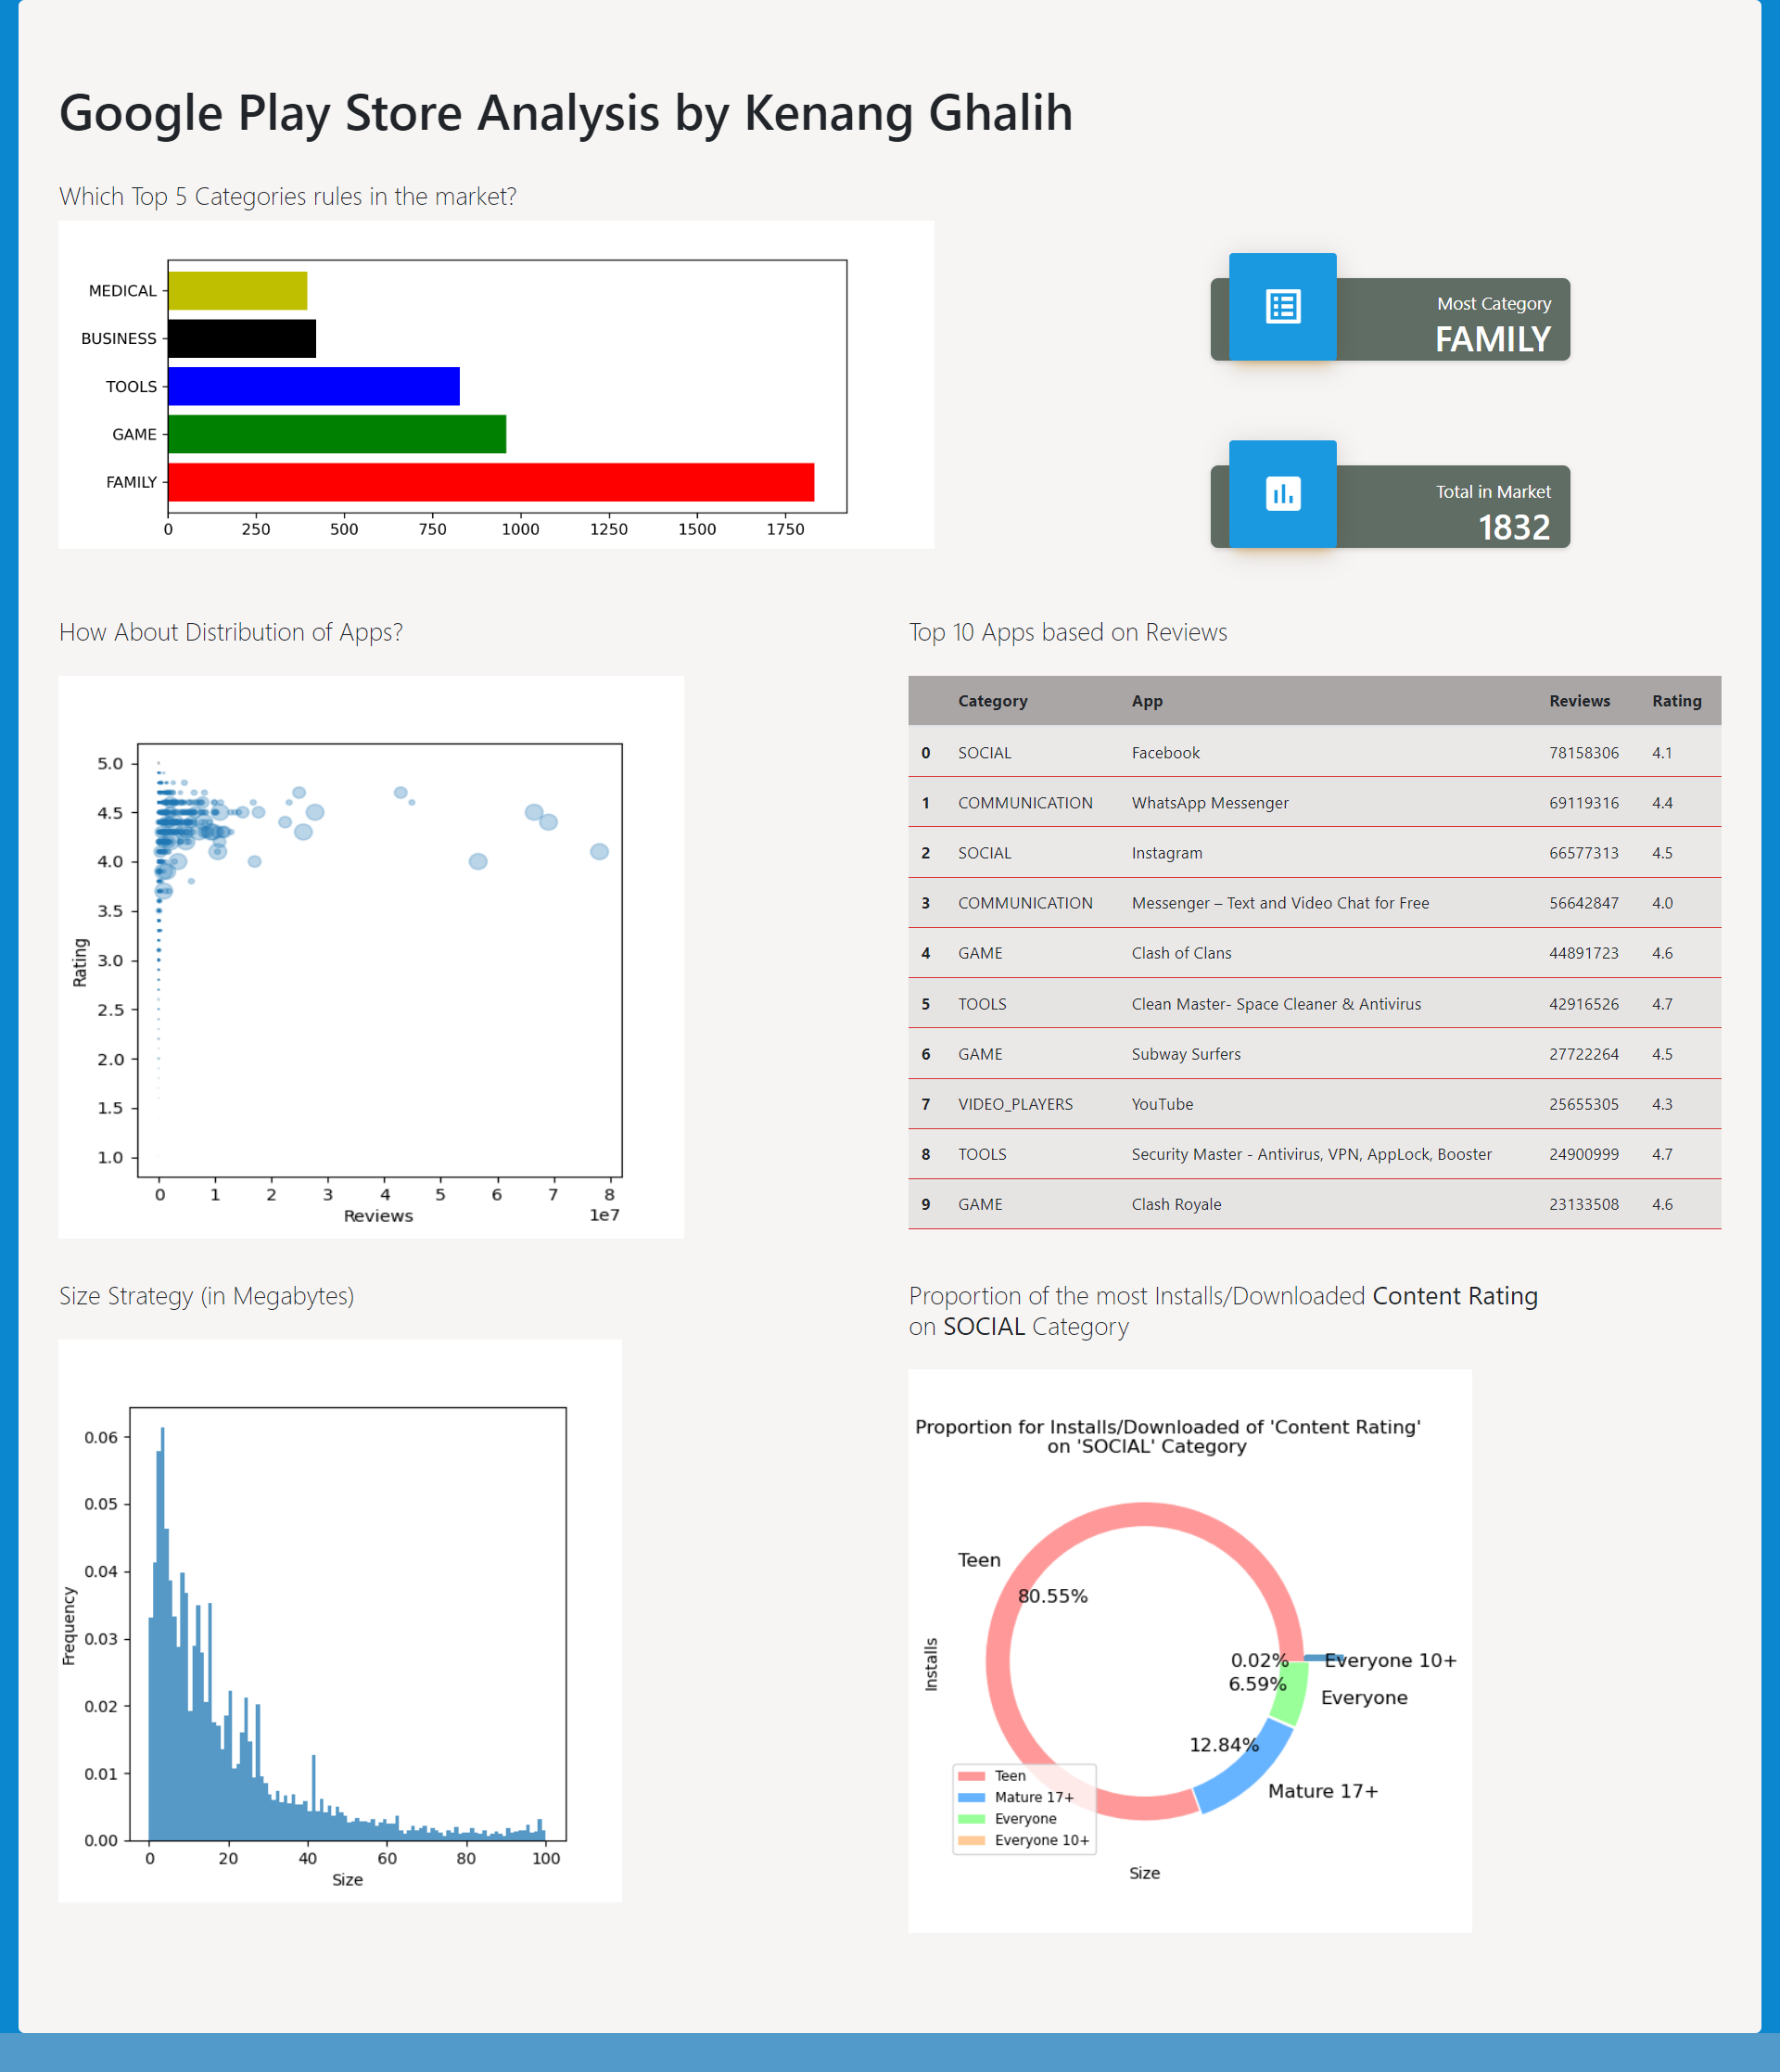 Google Play Store Analysis by Kenang Ghalih
Which Top 5 Categories rules in the market?
MEDICAL
BUSINESS
TOOLS
GAME
FAMILY
0 250 500 750 1000 1250 1500 1750
Most Category
FAMILY
Total in Market
1832
How About Distribution of Apps?
5.0
4.5
4.0
3.5
3.0
2.5
2.0
1.5
1.0
Rating
0 1 2 3 4 5 6 7 8
Reviews 1e7
Top 10 Apps based on Reviews
Category App Reviews Rating
0 SOCIAL Facebook 78158306 4.1
1 COMMUNICATION WhatsApp Messenger 69119316 4.4
2 SOCIAL Instagram 66577313 4.5
3 COMMUNICATION Messenger – Text and Video Chat for Free 56642847 4.0
4 GAME Clash of Clans 44891723 4.6
5 TOOLS Clean Master- Space Cleaner & Antivirus 42916526 4.7
6 GAME Subway Surfers 27722264 4.5
7 VIDEO_PLAYERS YouTube 25655305 4.3
8 TOOLS Security Master - Antivirus, VPN, AppLock, Booster 24900999 4.7
9 GAME Clash Royale 23133508 4.6
Size Strategy (in Megabytes)
0.06
0.05
0.04
0.03
0.02
0.01
0.00
Frequency
0 20 40 60 80 100
Size
Proportion of the most Installs/Downloaded Content Rating
on SOCIAL Category
Proportion for Installs/Downloaded of 'Content Rating'
on 'SOCIAL' Category
Teen
80.55%
Installs
0.02% Everyone 10+
6.59% Everyone
12.84%
Mature 17+
Teen
Mature 17+
Everyone
Everyone 10+
Size